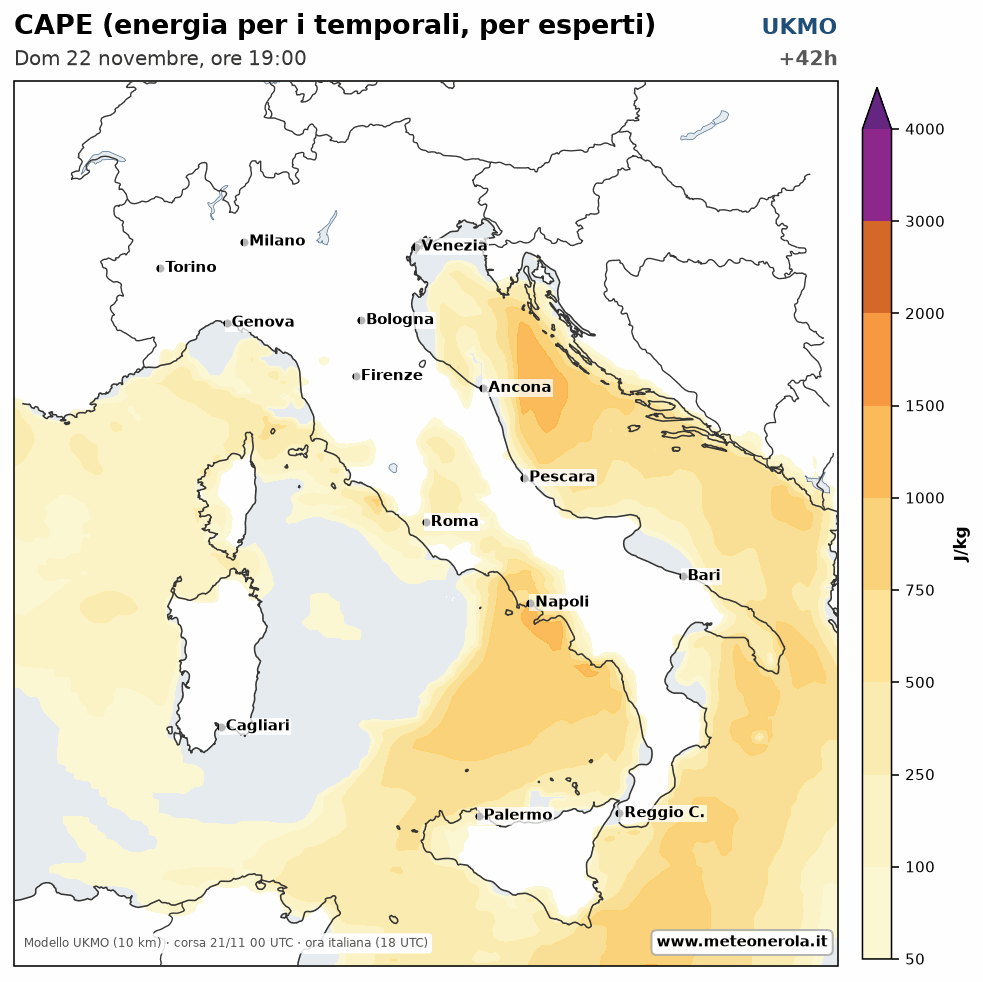 CAPE (energia per i temporali, per esperti)
UKMO
Dom 22 novembre, ore 19:00
+42h
4000
3000
2000
1500
1000
750
500
250
100
50
J/kg
Milano
Venezia
Torino
Genova
Bologna
Firenze
Ancona
Pescara
Roma
Bari
Napoli
Cagliari
Palermo
Reggio C.
Modello UKMO (10 km) · corsa 21/11 00 UTC · ora italiana (18 UTC)
www.meteonerola.it